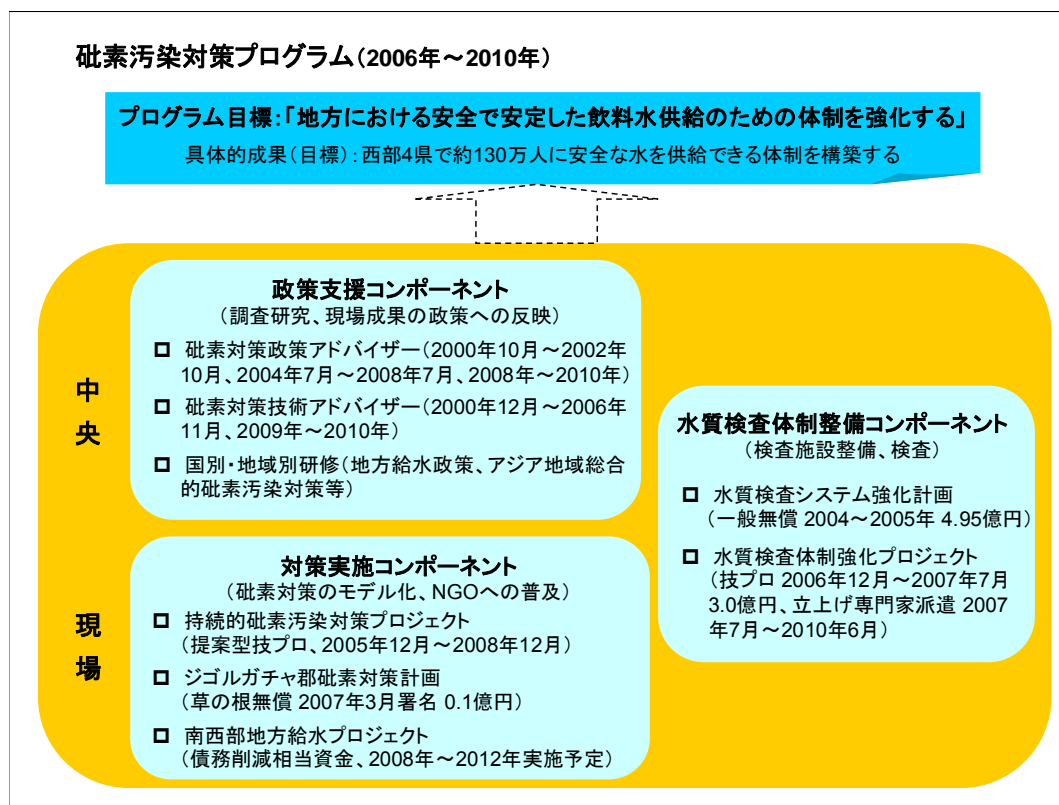 砒素汚染対策プログラム（2006年～2010年）
プログラム目標：「地方における安全で安定した飲料水供給のための体制を強化する」
具体的成果（目標）：西部4県で約130万人に安全な水を供給できる体制を構築する
中
央
政策支援コンポーネント
（調査研究、現場成果の政策への反映）
砒素対策政策アドバイザー（2000年10月～2002年
10月、2004年7月～2008年7月、2008年～2010年）
砒素対策技術アドバイザー（2000年12月～2006年
11月、2009年～2010年）
国別・地域別研修（地方給水政策、アジア地域総合
的砒素汚染対策等）
現
場
対策実施コンポーネント
（砒素対策のモデル化、NGOへの普及）
持続的砒素汚染対策プロジェクト
（提案型技プロ、2005年12月～2008年12月）
ジゴルガチャ郡砒素対策計画
（草の根無償 2007年3月署名 0.1億円）
南西部地方給水プロジェクト
（債務削減相当資金、2008年～2012年実施予定）
水質検査体制整備コンポーネント
（検査施設整備、検査）
水質検査システム強化計画
（一般無償 2004～2005年 4.95億円）
水質検査体制強化プロジェクト
（技プロ 2006年12月～2007年7月
3.0億円、立上げ専門家派遣 2007
年7月～2010年6月）